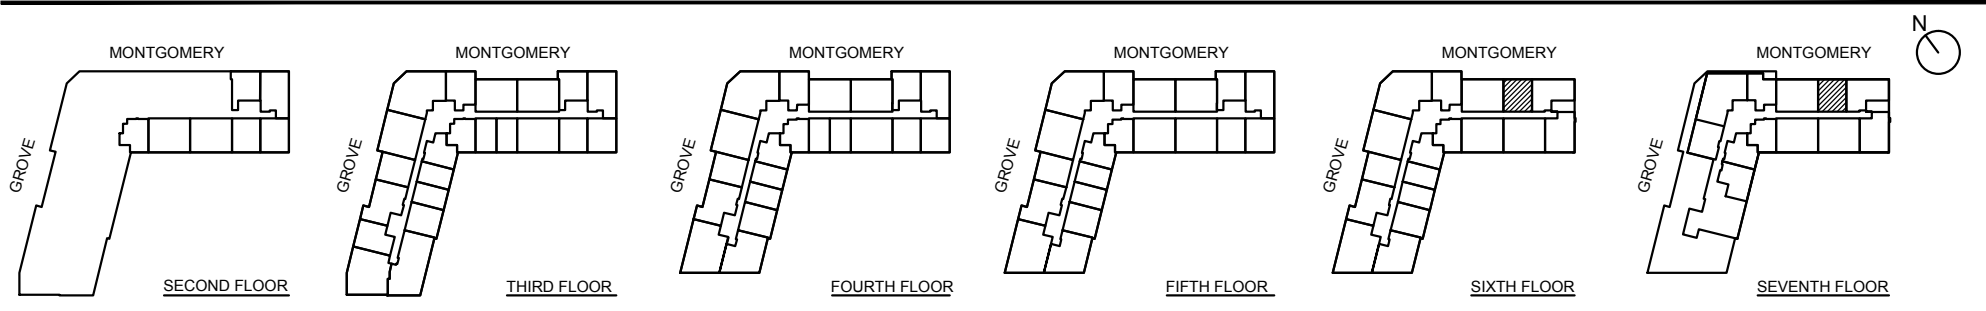 N
MONTGOMERY
GROVE
SECOND FLOOR
MONTGOMERY
GROVE
THIRD FLOOR
MONTGOMERY
GROVE
FOURTH FLOOR
MONTGOMERY
GROVE
FIFTH FLOOR
MONTGOMERY
GROVE
SIXTH FLOOR
MONTGOMERY
GROVE
SEVENTH FLOOR